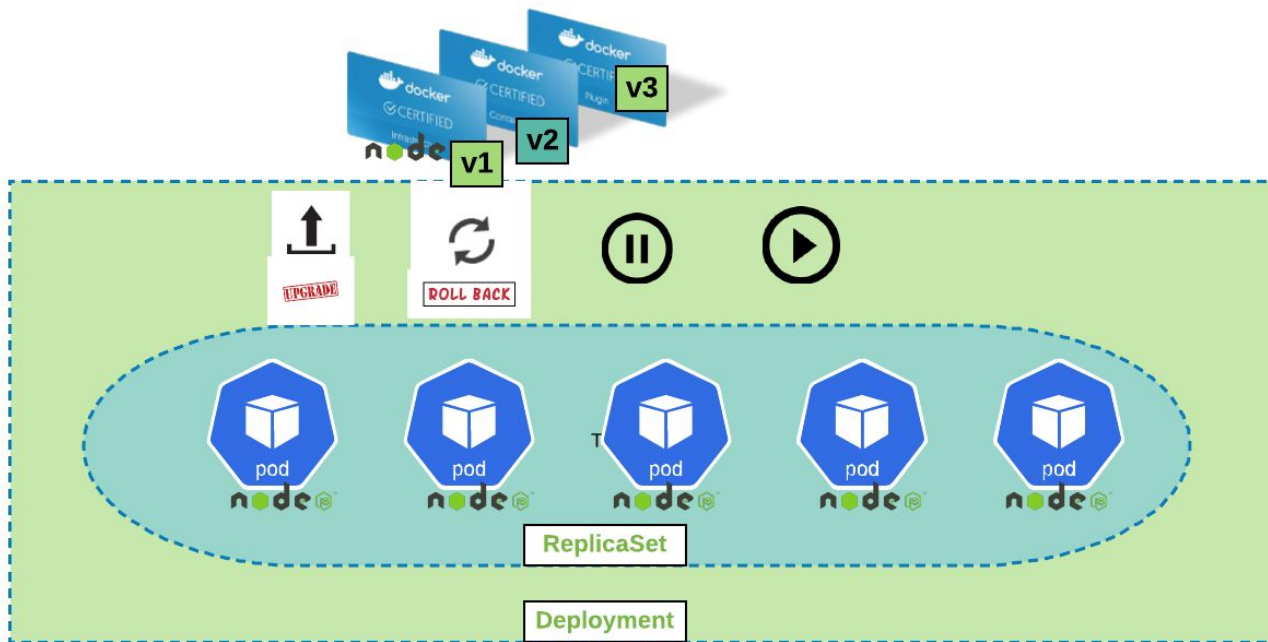 docker
CERTIFIED
Plugin
v3
docker
CERTIFIED
v2
docker
CERTIFIED
node
v1
UPGRADE
ROLL BACK
pod
pod
T
pod
pod
pod
node
node
node
node
node
ReplicaSet
Deployment